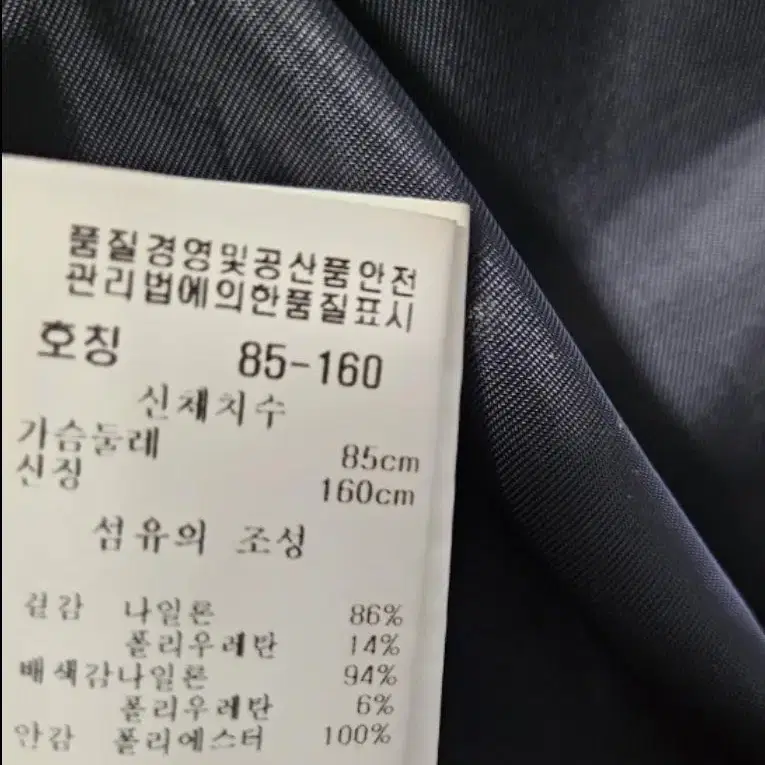 품질경영및공산품안전
관리법에의한품질표시
호칭 85-160
신체치수
가슴둘레 85cm
신장 160cm
섬유의 조성
겉감 나일론 86%
폴리우레탄 14%
배색감나일론 94%
폴리우레탄 6%
안감 폴리에스터 100%